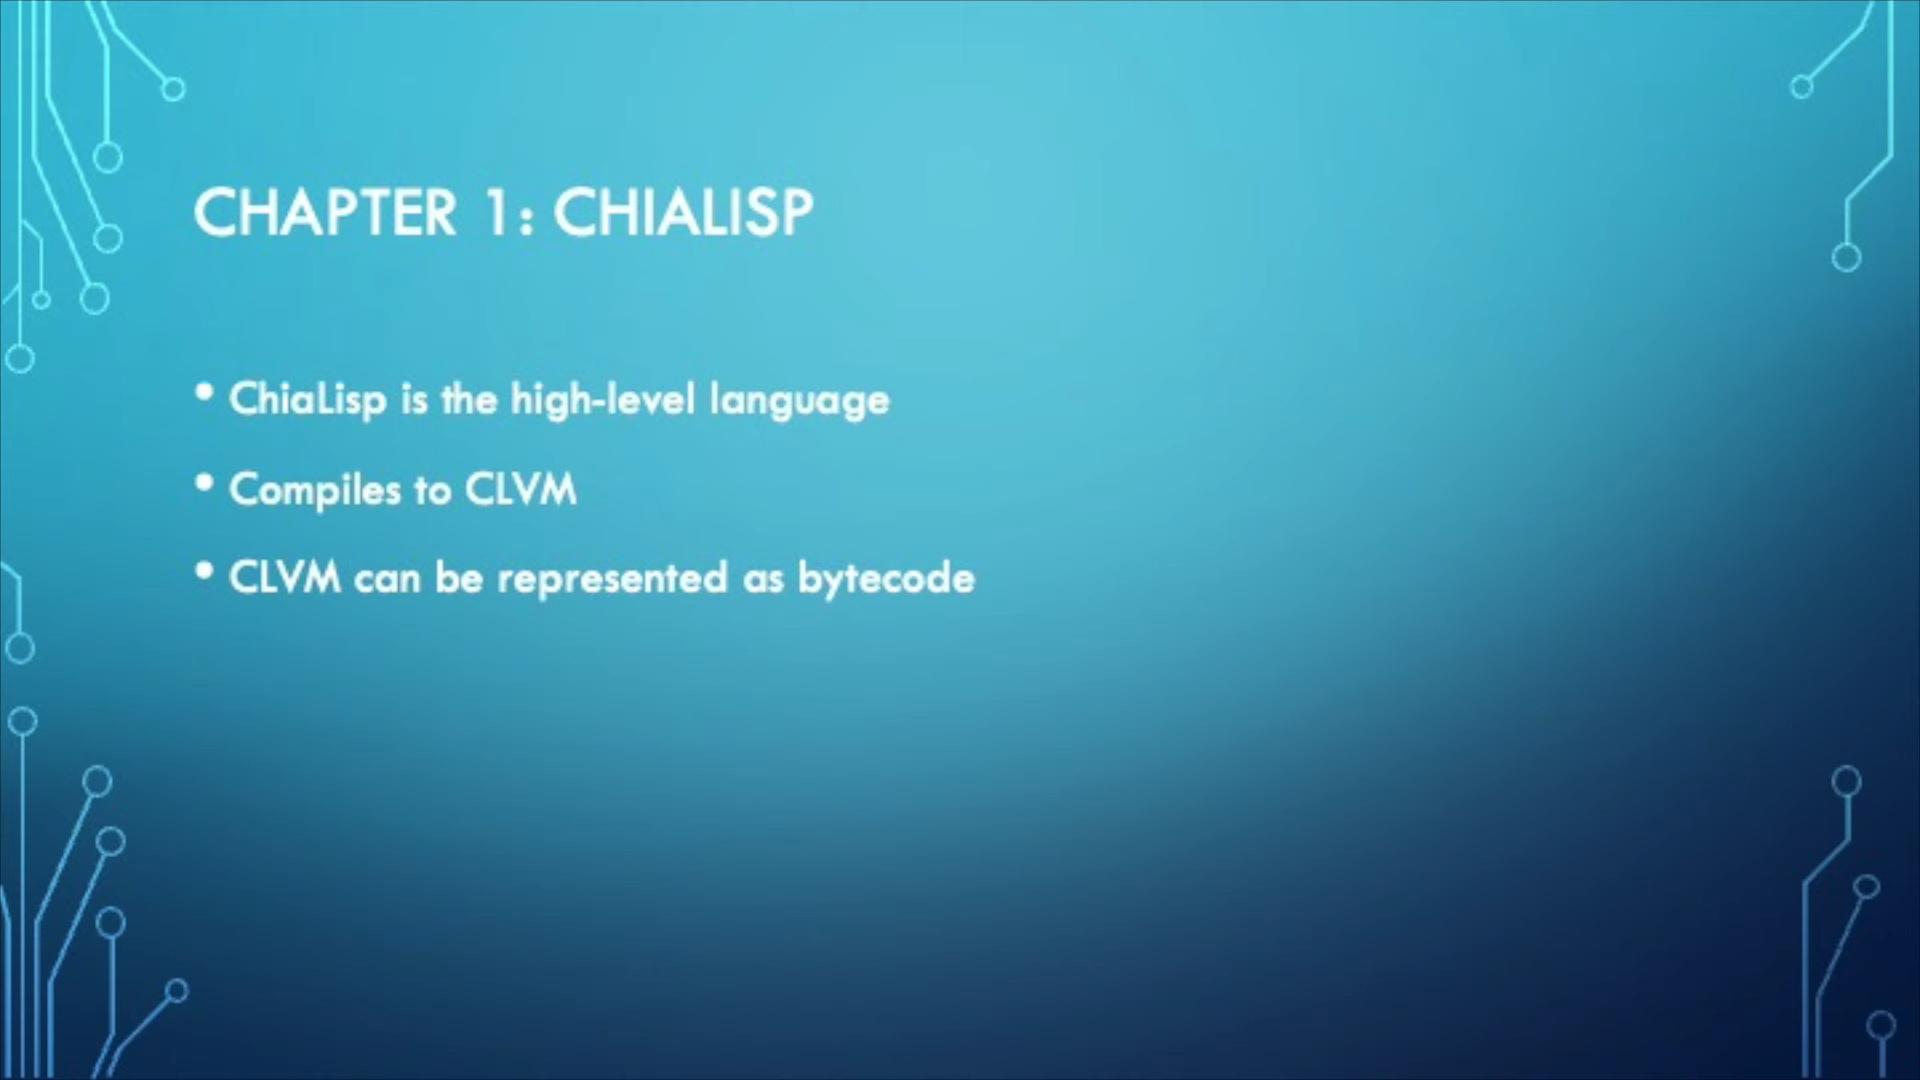 CHAPTER 1: CHIALISP
• ChiaLisp is the high-level language
• Compiles to CLVM
• CLVM can be represented as bytecode